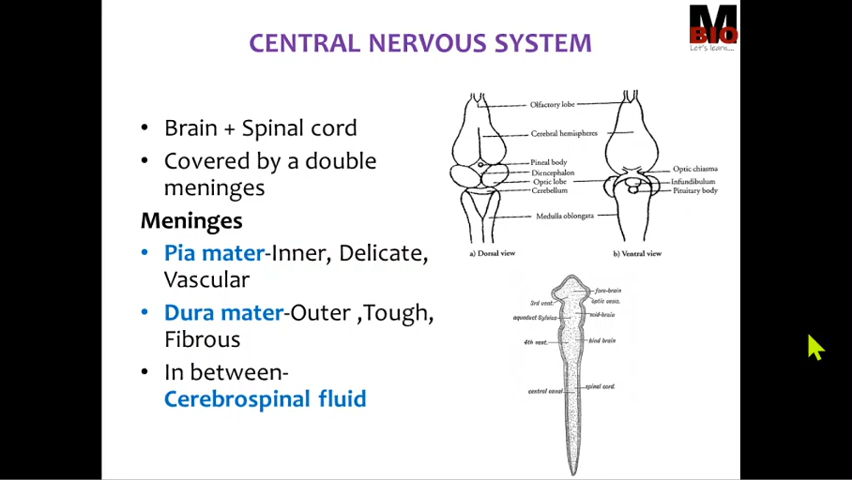 CENTRAL NERVOUS SYSTEM
M
BIO
Let's learn....
• Brain + Spinal cord
• Covered by a double
meninges
Meninges
• Pia mater-Inner, Delicate,
Vascular
• Dura mater-Outer ,Tough,
Fibrous
• In between-
Cerebrospinal fluid
Olfactory lobe
Cerebral hemispheres
Pineal body
Diencephalon
Optic lobe
Cerebellum
Medulla oblongata
Optic chiasma
Infundibulum
Pituitary body
a) Dorsal view
b) Ventral view
fore-brain
3rd vent.
optic vesic.
aqueduct Sylvius
mid-brain
4th vent.
hind brain
central canal
spinal cord.